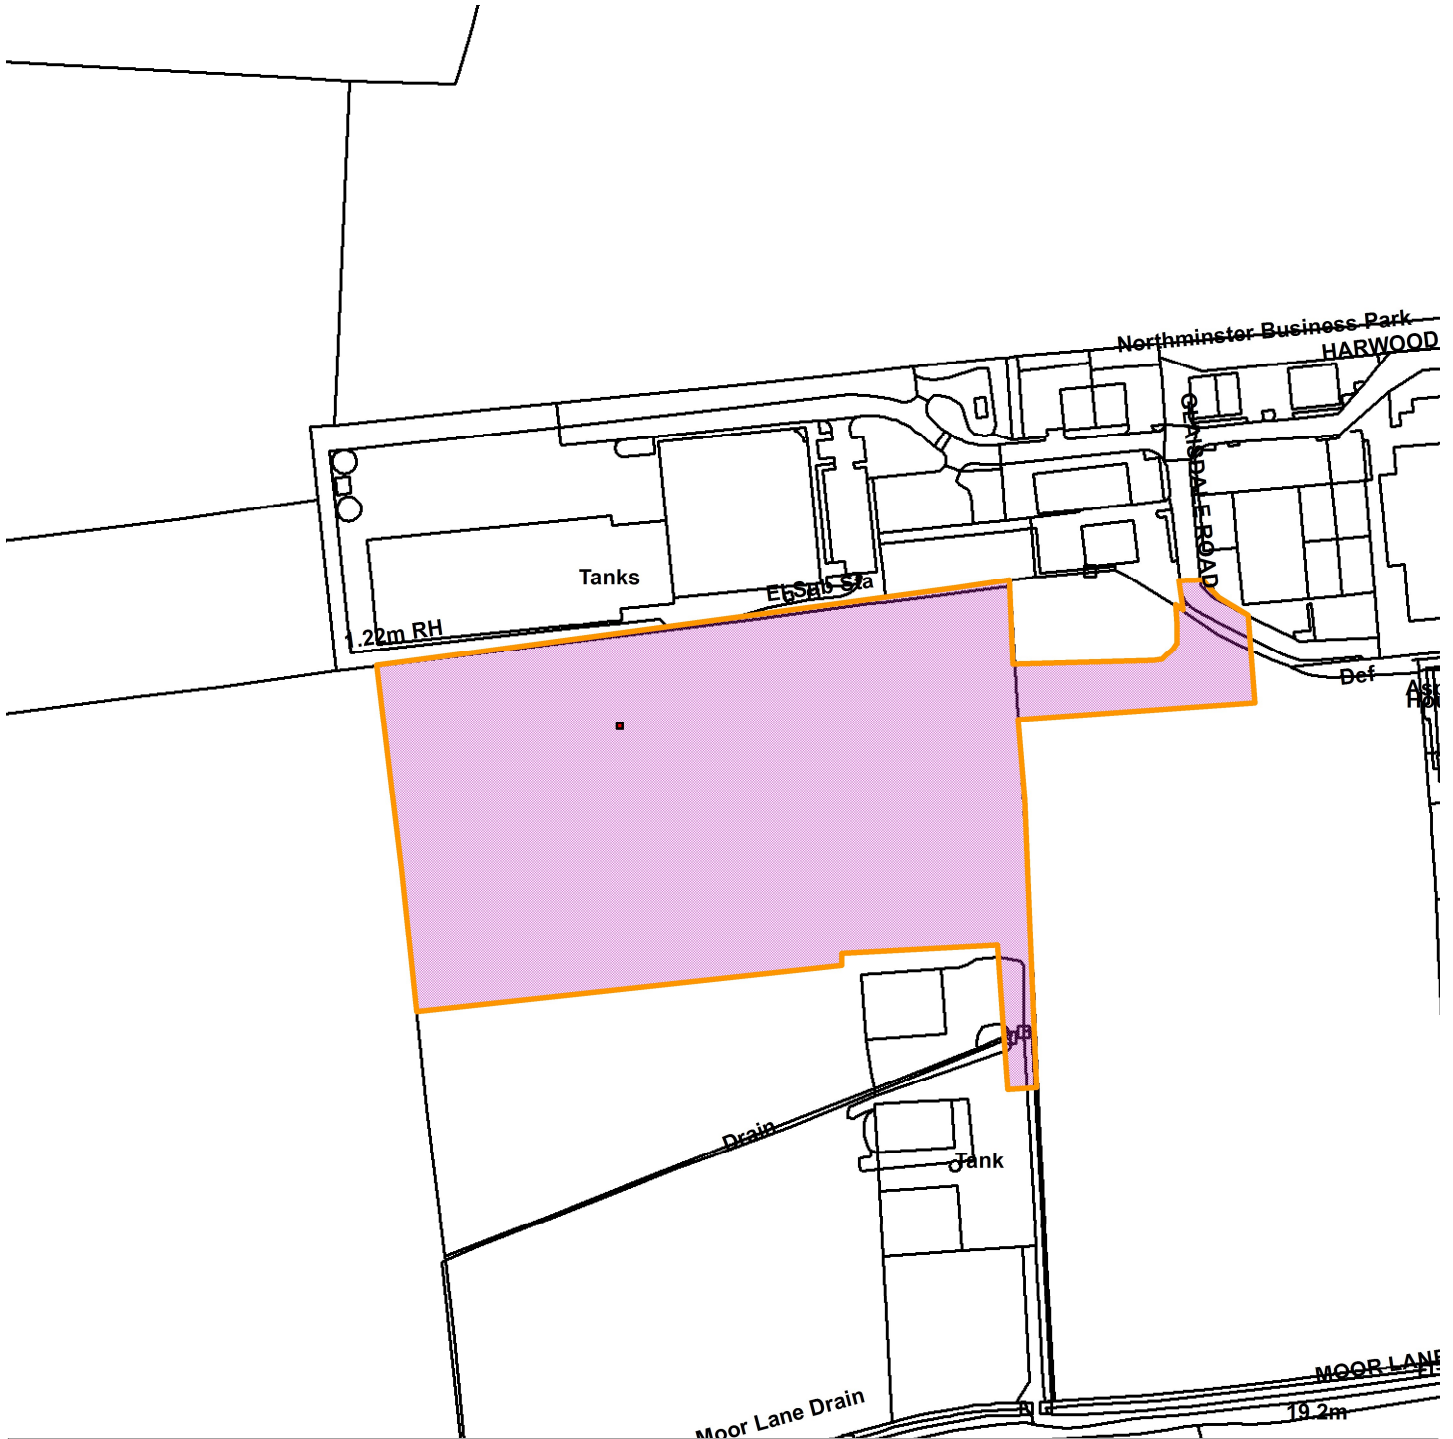 Northminster Business Park
HARWOOD
GLAISDALE ROAD
Tanks
El Sub Sta
1.22m RH
Def
Drain
Tank
MOOR LANE
Moor Lane Drain
19.2m